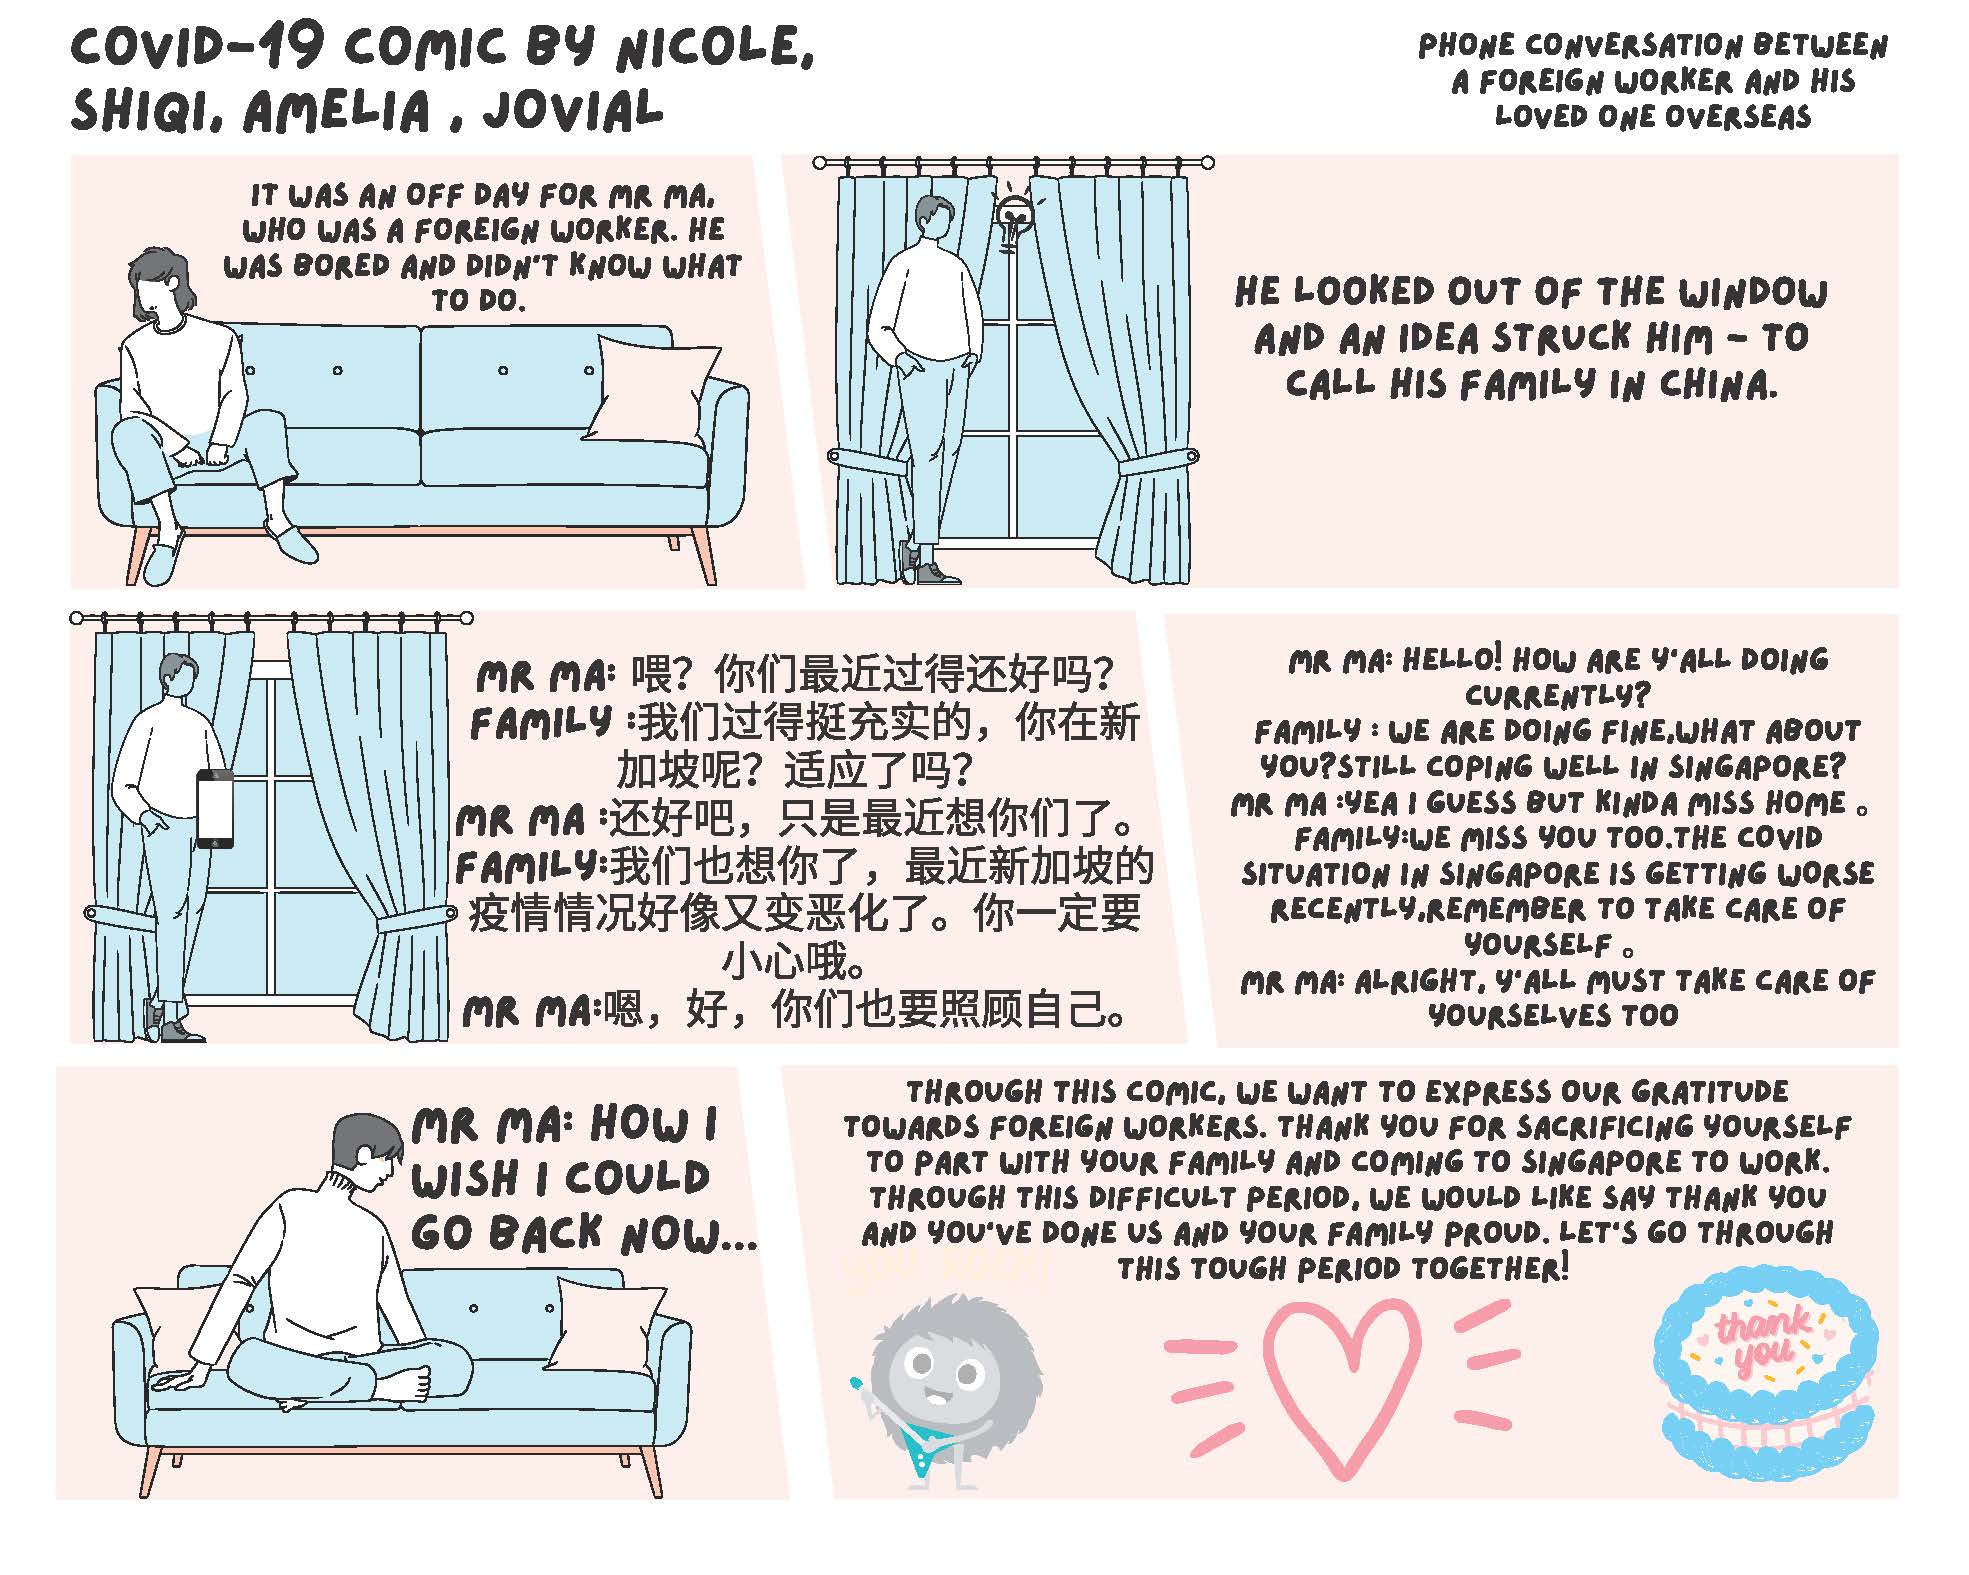 COVID-19 COMIC BY NICOLE,
SHIQI, AMELIA , JOVIAL
PHONE CONVERSATION BETWEEN
A FOREIGN WORKER AND HIS
LOVED ONE OVERSEAS
IT WAS AN OFF DAY FOR MR MA,
WHO WAS A FOREIGN WORKER. HE
WAS BORED AND DIDN'T KNOW WHAT
TO DO.
HE LOOKED OUT OF THE WINDOW
AND AN IDEA STRUCK HIM - TO
CALL HIS FAMILY IN CHINA.
MR MA: 喂？你们最近过得还好吗？
FAMILY :我们过得挺充实的，你在新
加坡呢？适应了吗？
MR MA :还好吧，只是最近想你们了。
FAMILY:我们也想你了，最近新加坡的
疫情情况好像又变恶化了。你一定要
小心哦。
MR MA:嗯，好，你们也要照顾自己。
MR MA: HELLO! HOW ARE Y'ALL DOING
CURRENTLY?
FAMILY : WE ARE DOING FINE,WHAT ABOUT
YOU?STILL COPING WELL IN SINGAPORE?
MR MA :YEA I GUESS BUT KINDA MISS HOME 。
FAMILY:WE MISS YOU TOO.THE COVID
SITUATION IN SINGAPORE IS GETTING WORSE
RECENTLY,REMEMBER TO TAKE CARE OF
YOURSELF 。
MR MA: ALRIGHT, Y'ALL MUST TAKE CARE OF
YOURSELVES TOO
MR MA: HOW I
WISH I COULD
GO BACK NOW...
THROUGH THIS COMIC, WE WANT TO EXPRESS OUR GRATITUDE
TOWARDS FOREIGN WORKERS. THANK YOU FOR SACRIFICING YOURSELF
TO PART WITH YOUR FAMILY AND COMING TO SINGAPORE TO WORK.
THROUGH THIS DIFFICULT PERIOD, WE WOULD LIKE SAY THANK YOU
AND YOU'VE DONE US AND YOUR FAMILY PROUD. LET'S GO THROUGH
THIS TOUGH PERIOD TOGETHER!
YOU ROCK!
thank
you